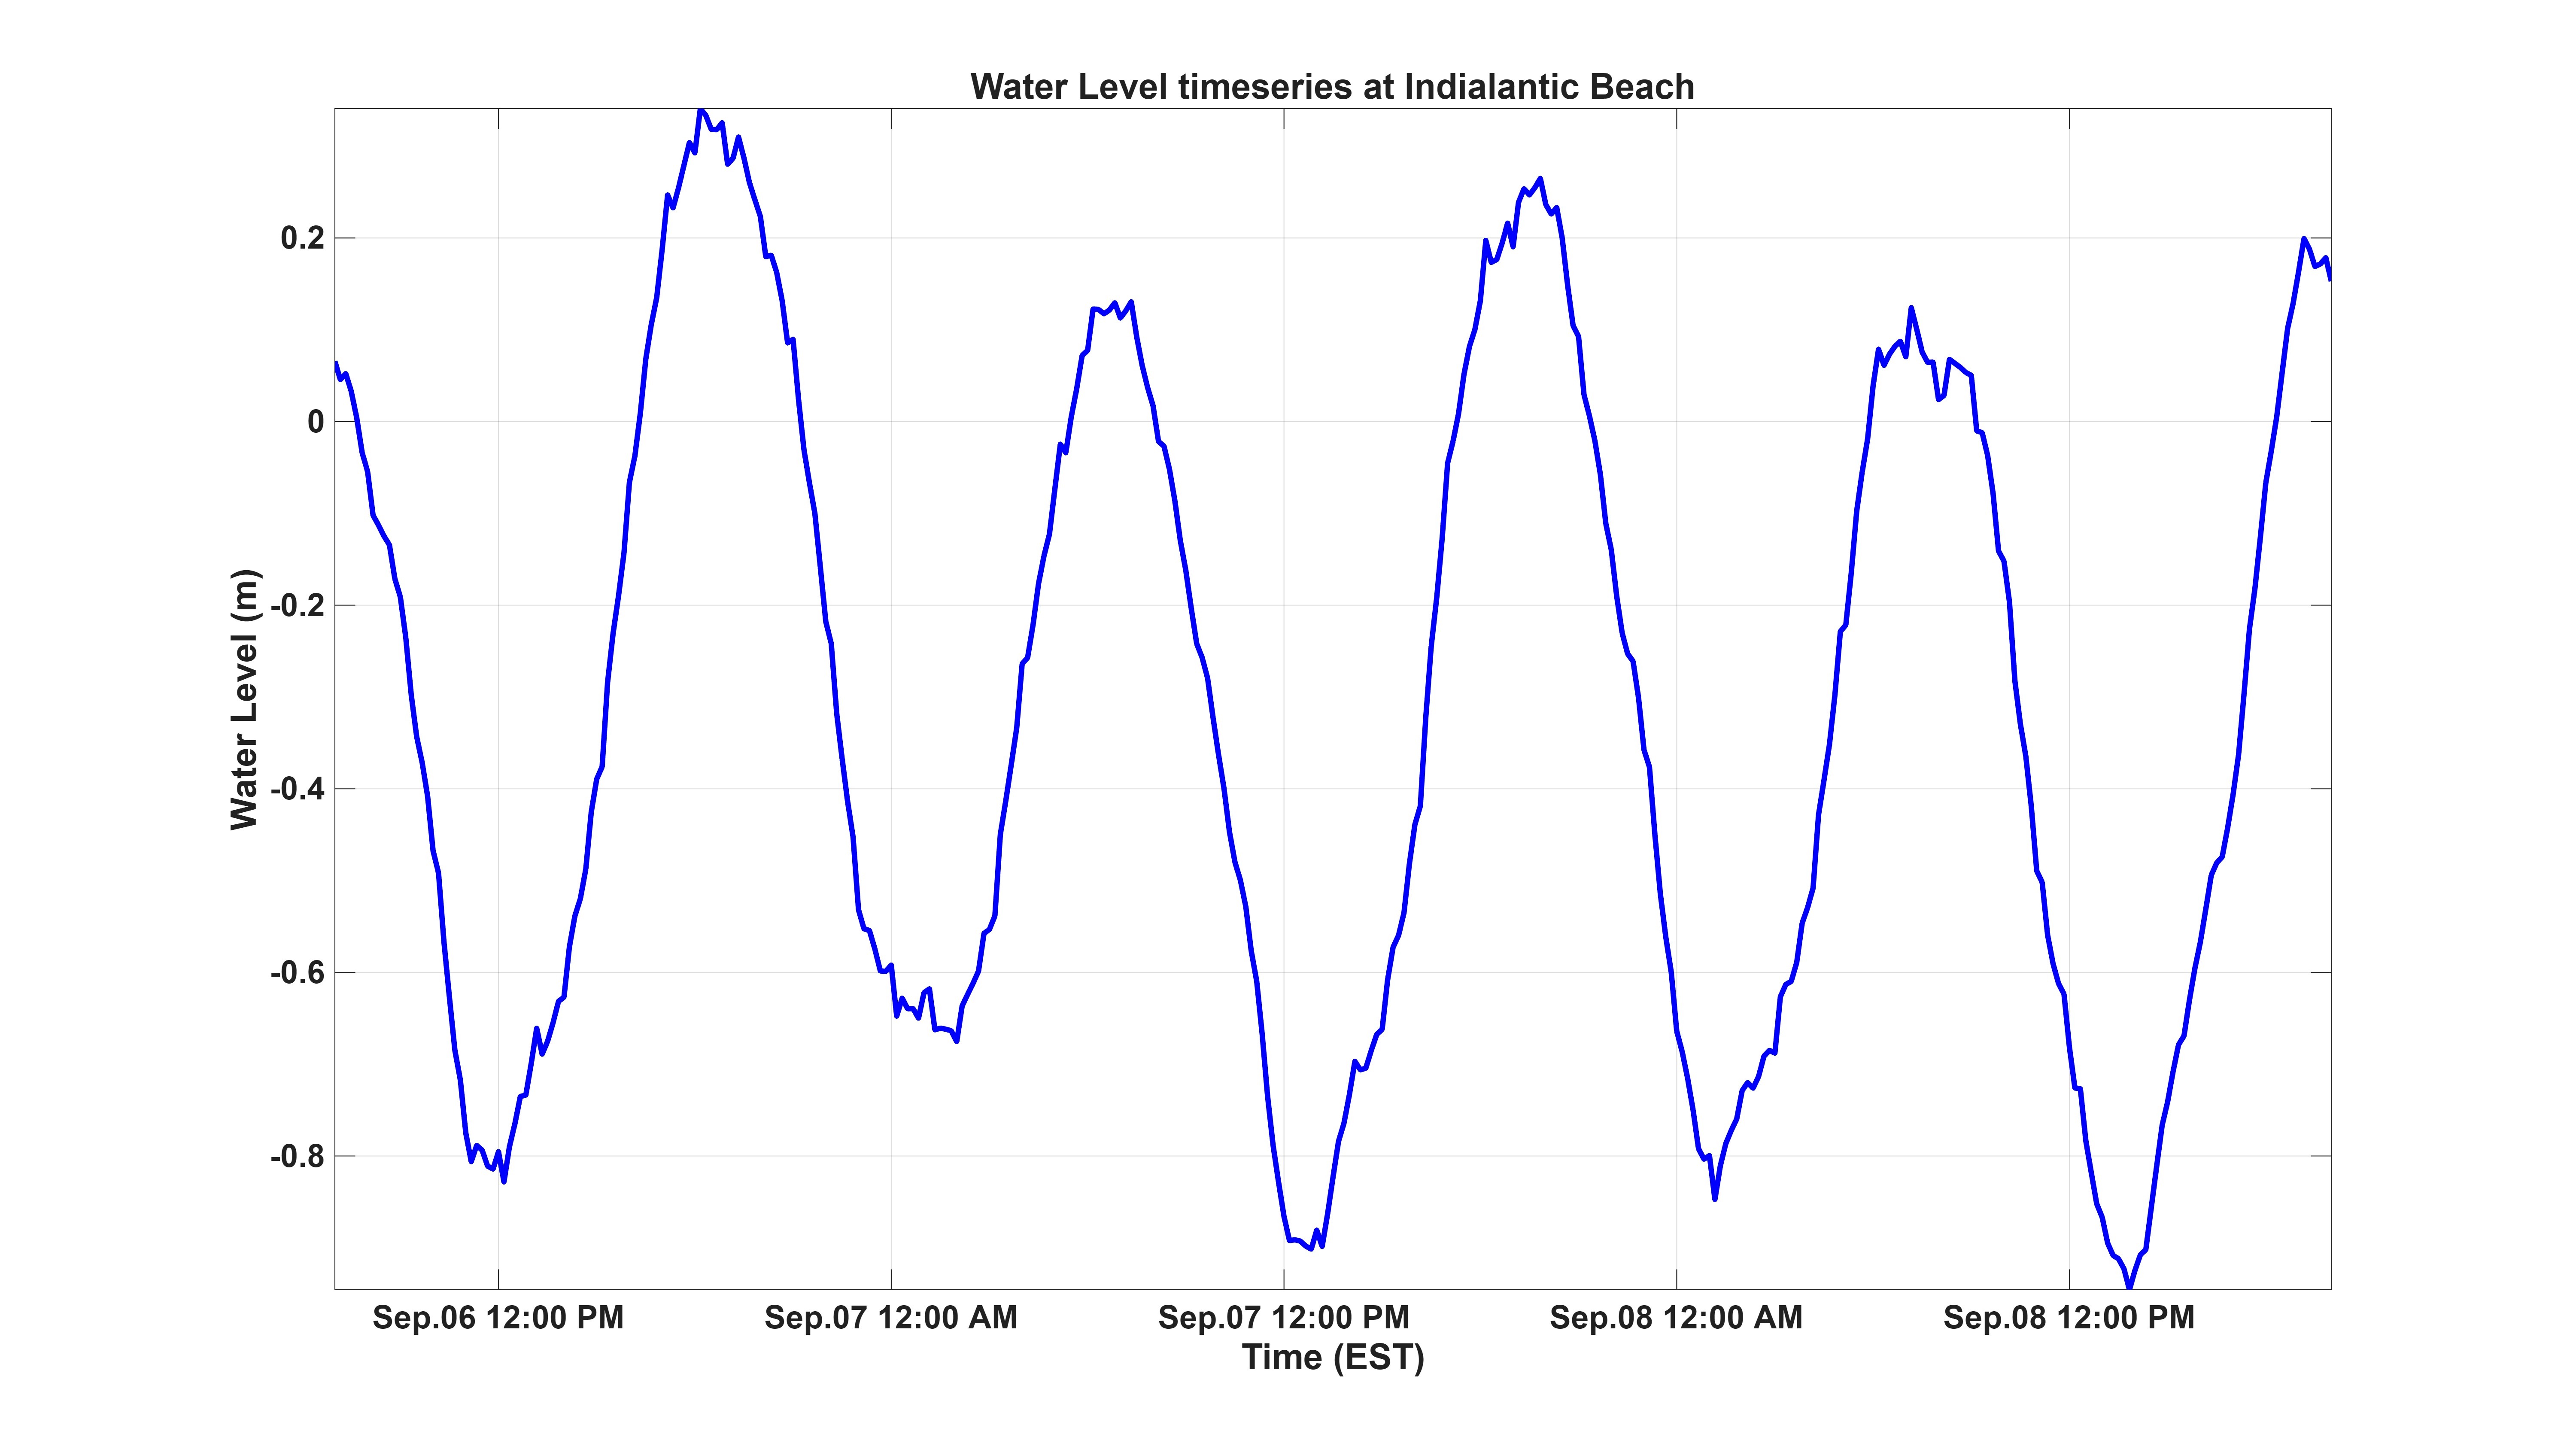 Water Level timeseries at Indialantic Beach
Water Level (m)
0.2
0
-0.2
-0.4
-0.6
-0.8
Sep.06 12:00 PM
Sep.07 12:00 AM
Sep.07 12:00 PM
Sep.08 12:00 AM
Sep.08 12:00 PM
Time (EST)